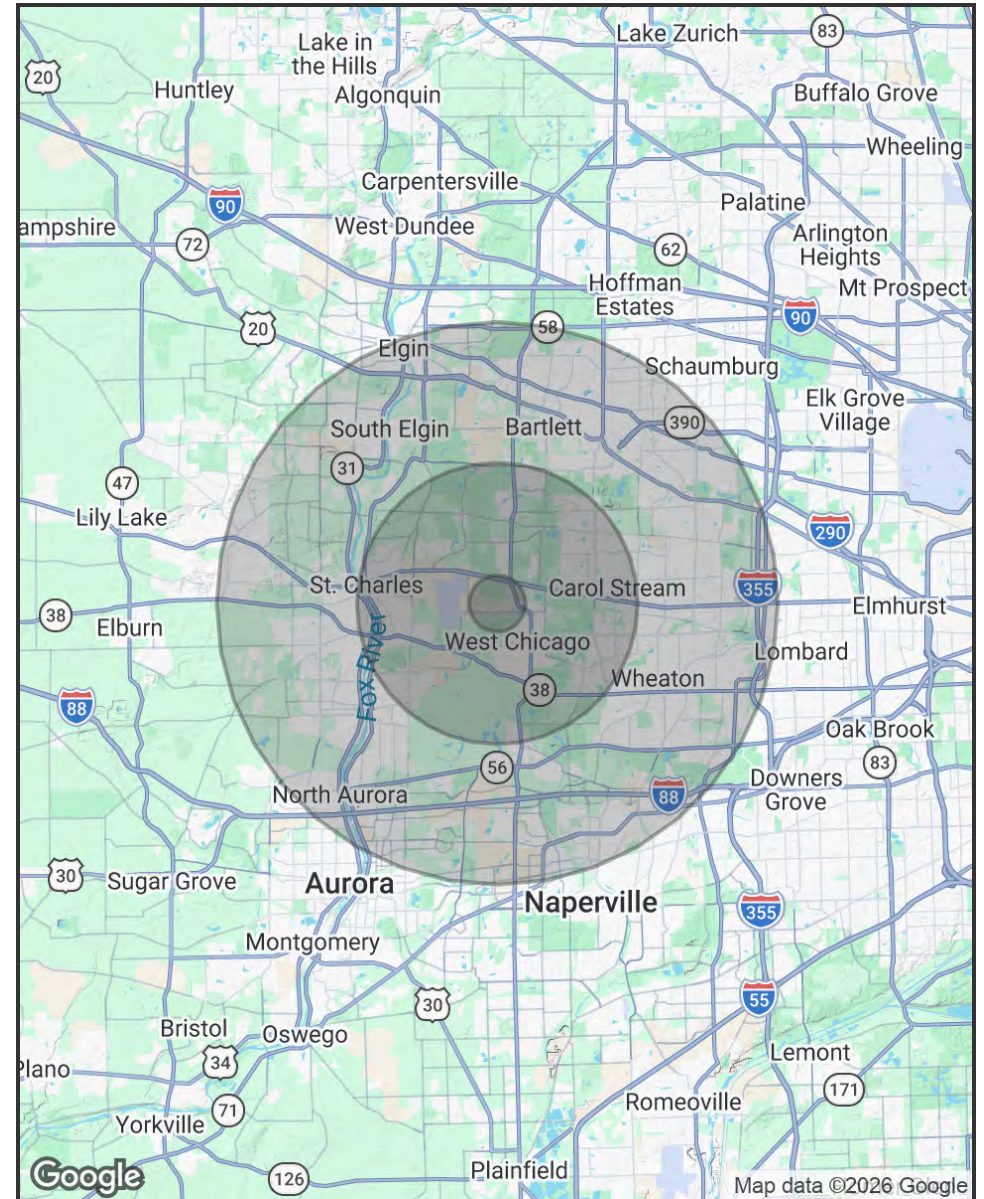 Lake Zurich
83
Lake in
the Hills
20
Huntley
Algonquin
Buffalo Grove
Wheeling
Carpentersville
90
Palatine
ampshire
West Dundee
72
62
Arlington
Heights
Hoffman
Estates
Mt Prospect
90
20
58
Elgin
Schaumburg
Elk Grove
Village
South Elgin
Bartlett
390
31
47
Lily Lake
290
St. Charles
Carol Stream
355
38
Elmhurst
Elburn
West Chicago
Lombard
Fox River
Wheaton
38
88
Oak Brook
56
83
Downers
Grove
North Aurora
88
30
Sugar Grove
Aurora
Naperville
355
Montgomery
30
55
Bristol
Oswego
Plano
34
Lemont
171
71
Romeoville
Yorkville
Google
126
Plainfield
Map data ©2026 Google